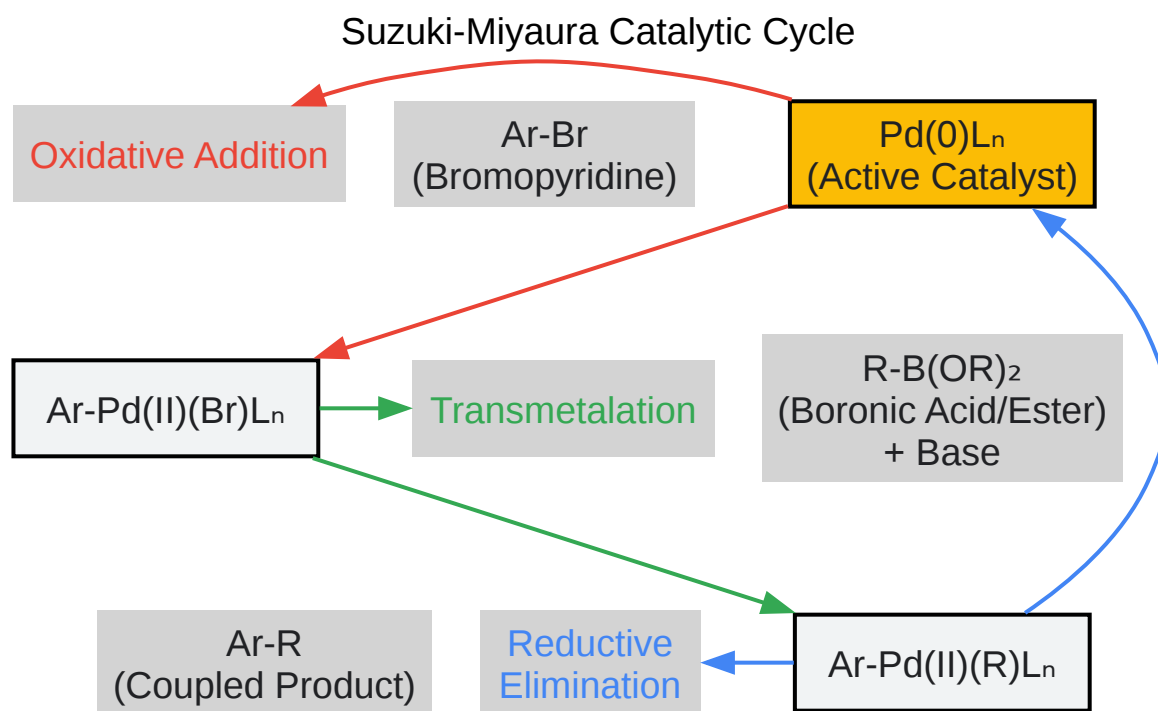 Suzuki-Miyaura Catalytic Cycle
Oxidative Addition
Ar-Br
(Bromopyridine)
Pd(0)Lₙ
(Active Catalyst)
Ar-Pd(II)(Br)Lₙ
Transmetalation
R-B(OR)₂
(Boronic Acid/Ester)
+ Base
Ar-R
(Coupled Product)
Reductive
Elimination
Ar-Pd(II)(R)Lₙ